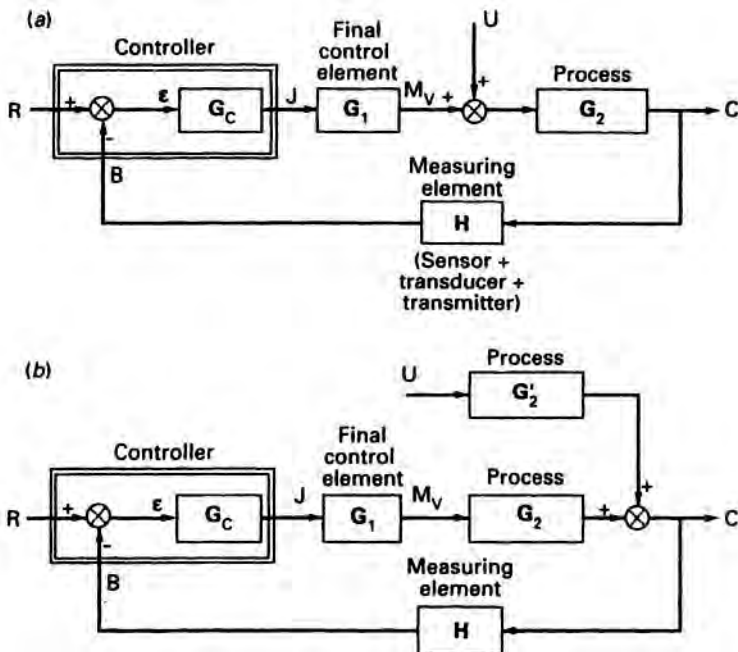 (a)
U
Controller
Final
control
element
Process
R
+
ε
G_C
J
G_1
M_V
+
+
G_2
C
-
B
Measuring
element
H
(Sensor +
transducer +
transmitter)
(b)
Process
U
G'_2
Controller
Final
control
element
Process
R
+
ε
G_C
J
G_1
M_V
G_2
+
+
C
-
B
Measuring
element
H